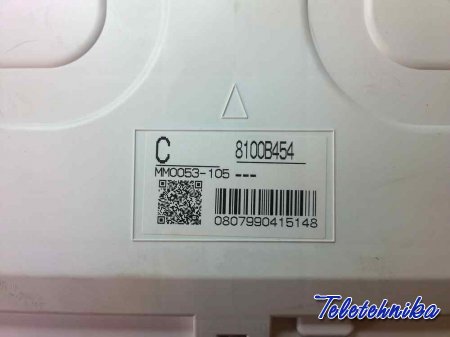 C 8100B454
MM0053-105 ---
0807990415148
Teletehnika